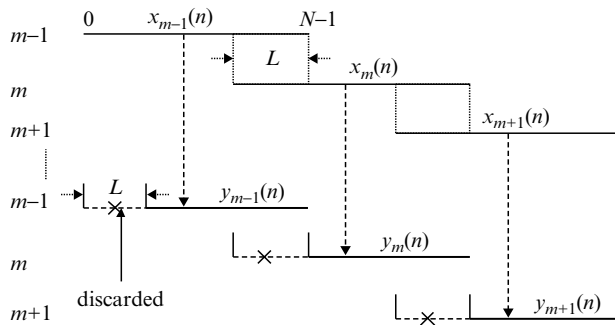 0 x_{m-1}(n) N-1
m-1
L
x_m(n)
m
m+1 x_{m+1}(n)
L
m-1 y_{m-1}(n)
y_m(n)
m
discarded
m+1 y_{m+1}(n)